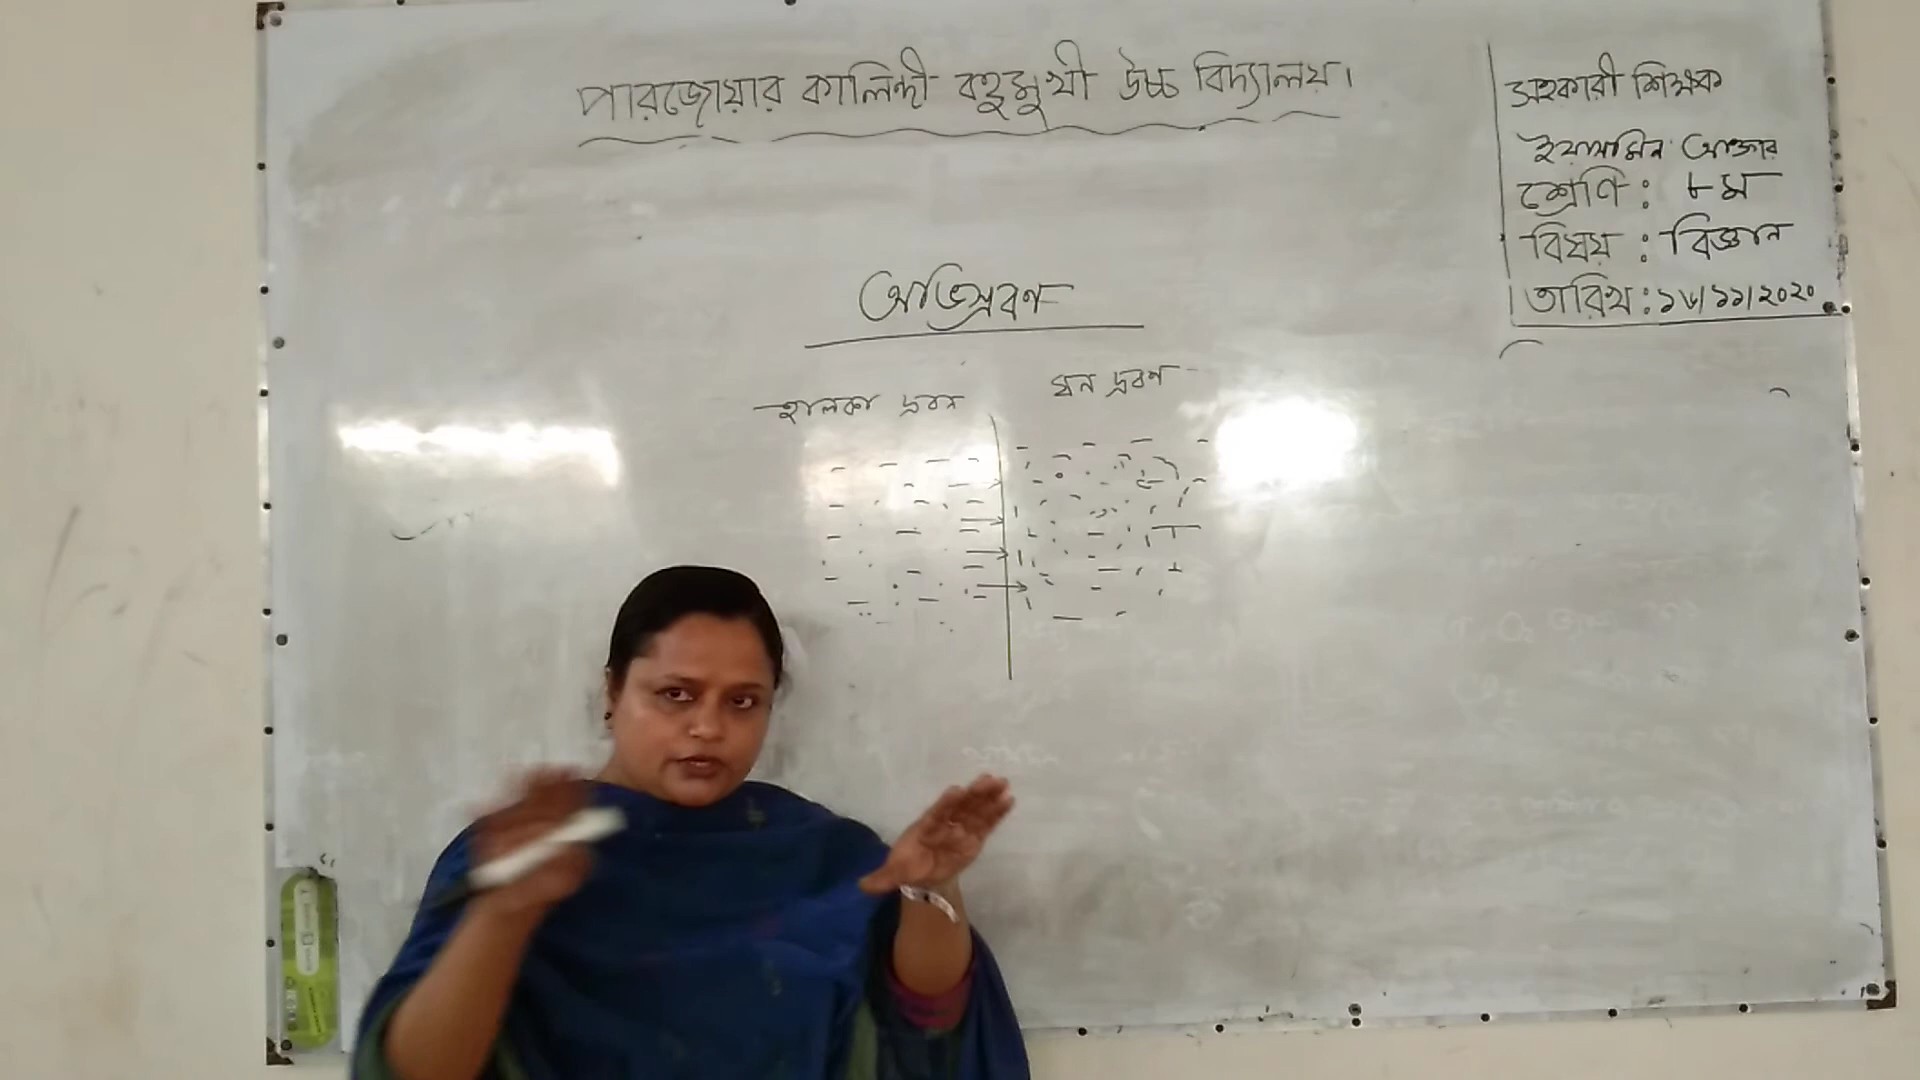 পারজোয়ার কালিন্দী বহুমুখী উচ্চ বিদ্যালয়।
সহকারী শিক্ষক
ইয়াসমিন আক্তার
শ্রেণি : ৮ম
বিষয় : বিজ্ঞান
তারিখ : ১৬/১১/২০২০
অভিস্রবণ
হালকা দ্রবণ
ঘন দ্রবণ